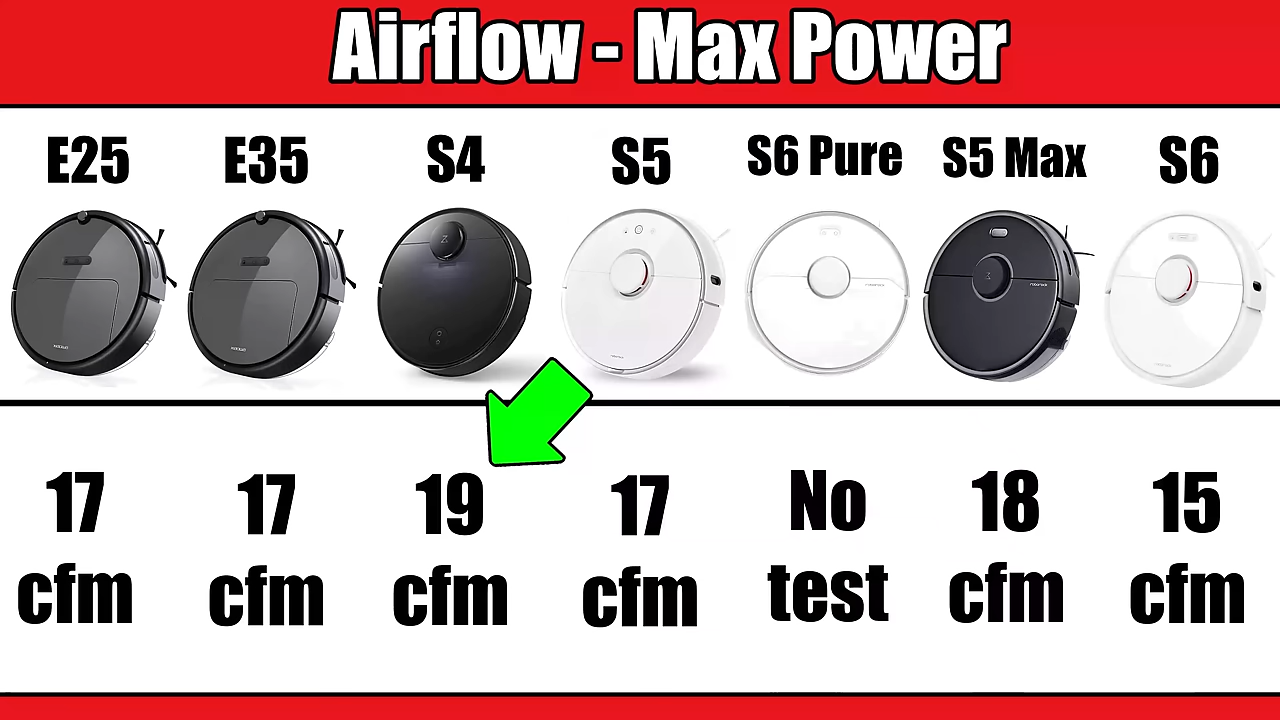 Airflow - Max Power
E25 E35 S4 S5 S6 Pure S5 Max S6
17 17 19 17 No 18 15
cfm cfm cfm cfm test cfm cfm